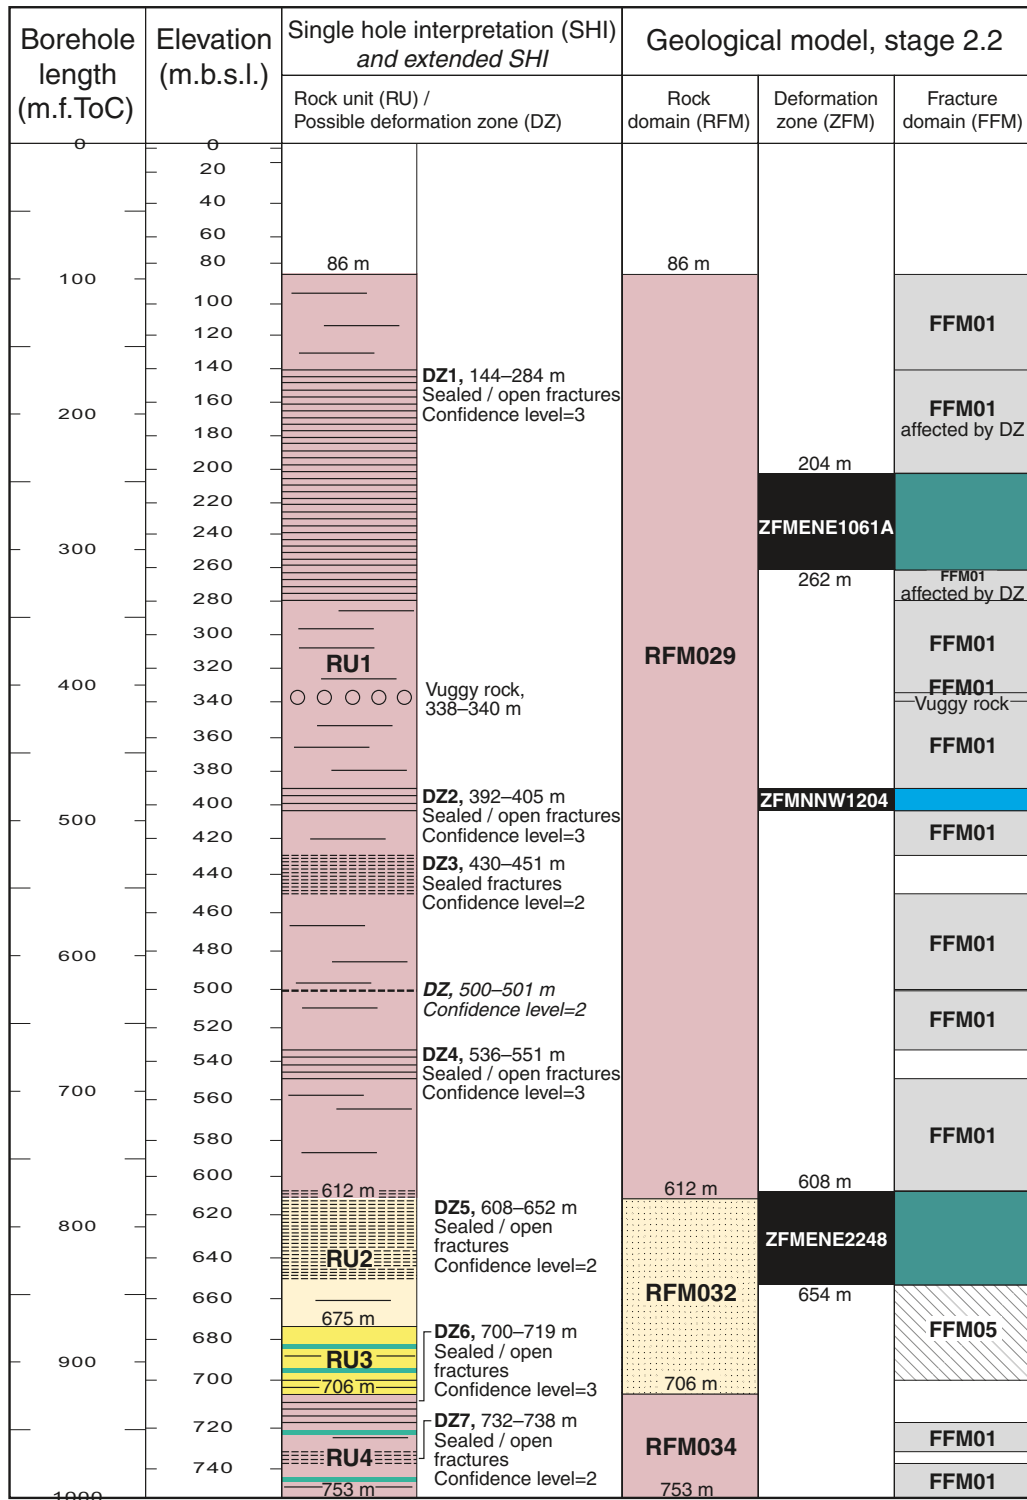 Borehole
length
(m.f.ToC)
Elevation
(m.b.s.l.)
Single hole interpretation (SHI)
and extended SHI
Rock unit (RU) /
Possible deformation zone (DZ)
Geological model, stage 2.2
Rock
domain (RFM)
Deformation
zone (ZFM)
Fracture
domain (FFM)
0
100
200
300
400
500
600
700
800
900
1000
0
20
40
60
80
100
120
140
160
180
200
220
240
260
280
300
320
340
360
380
400
420
440
460
480
500
520
540
560
580
600
620
640
660
680
700
720
740
86 m
RU1
612 m
RU2
675 m
RU3
706 m
RU4
753 m
DZ1, 144–284 m
Sealed / open fractures
Confidence level=3
Vuggy rock,
338–340 m
DZ2, 392–405 m
Sealed / open fractures
Confidence level=3
DZ3, 430–451 m
Sealed fractures
Confidence level=2
DZ, 500–501 m
Confidence level=2
DZ4, 536–551 m
Sealed / open fractures
Confidence level=3
DZ5, 608–652 m
Sealed / open
fractures
Confidence level=2
DZ6, 700–719 m
Sealed / open
fractures
Confidence level=3
DZ7, 732–738 m
Sealed / open
fractures
Confidence level=2
86 m
RFM029
612 m
RFM032
706 m
RFM034
753 m
204 m
ZFMENE1061A
262 m
ZFMNNW1204
608 m
ZFMENE2248
654 m
FFM01
FFM01
affected by DZ
FFM01
affected by DZ
FFM01
FFM01
Vuggy rock
FFM01
FFM01
FFM01
FFM01
FFM01
FFM05
FFM01
FFM01